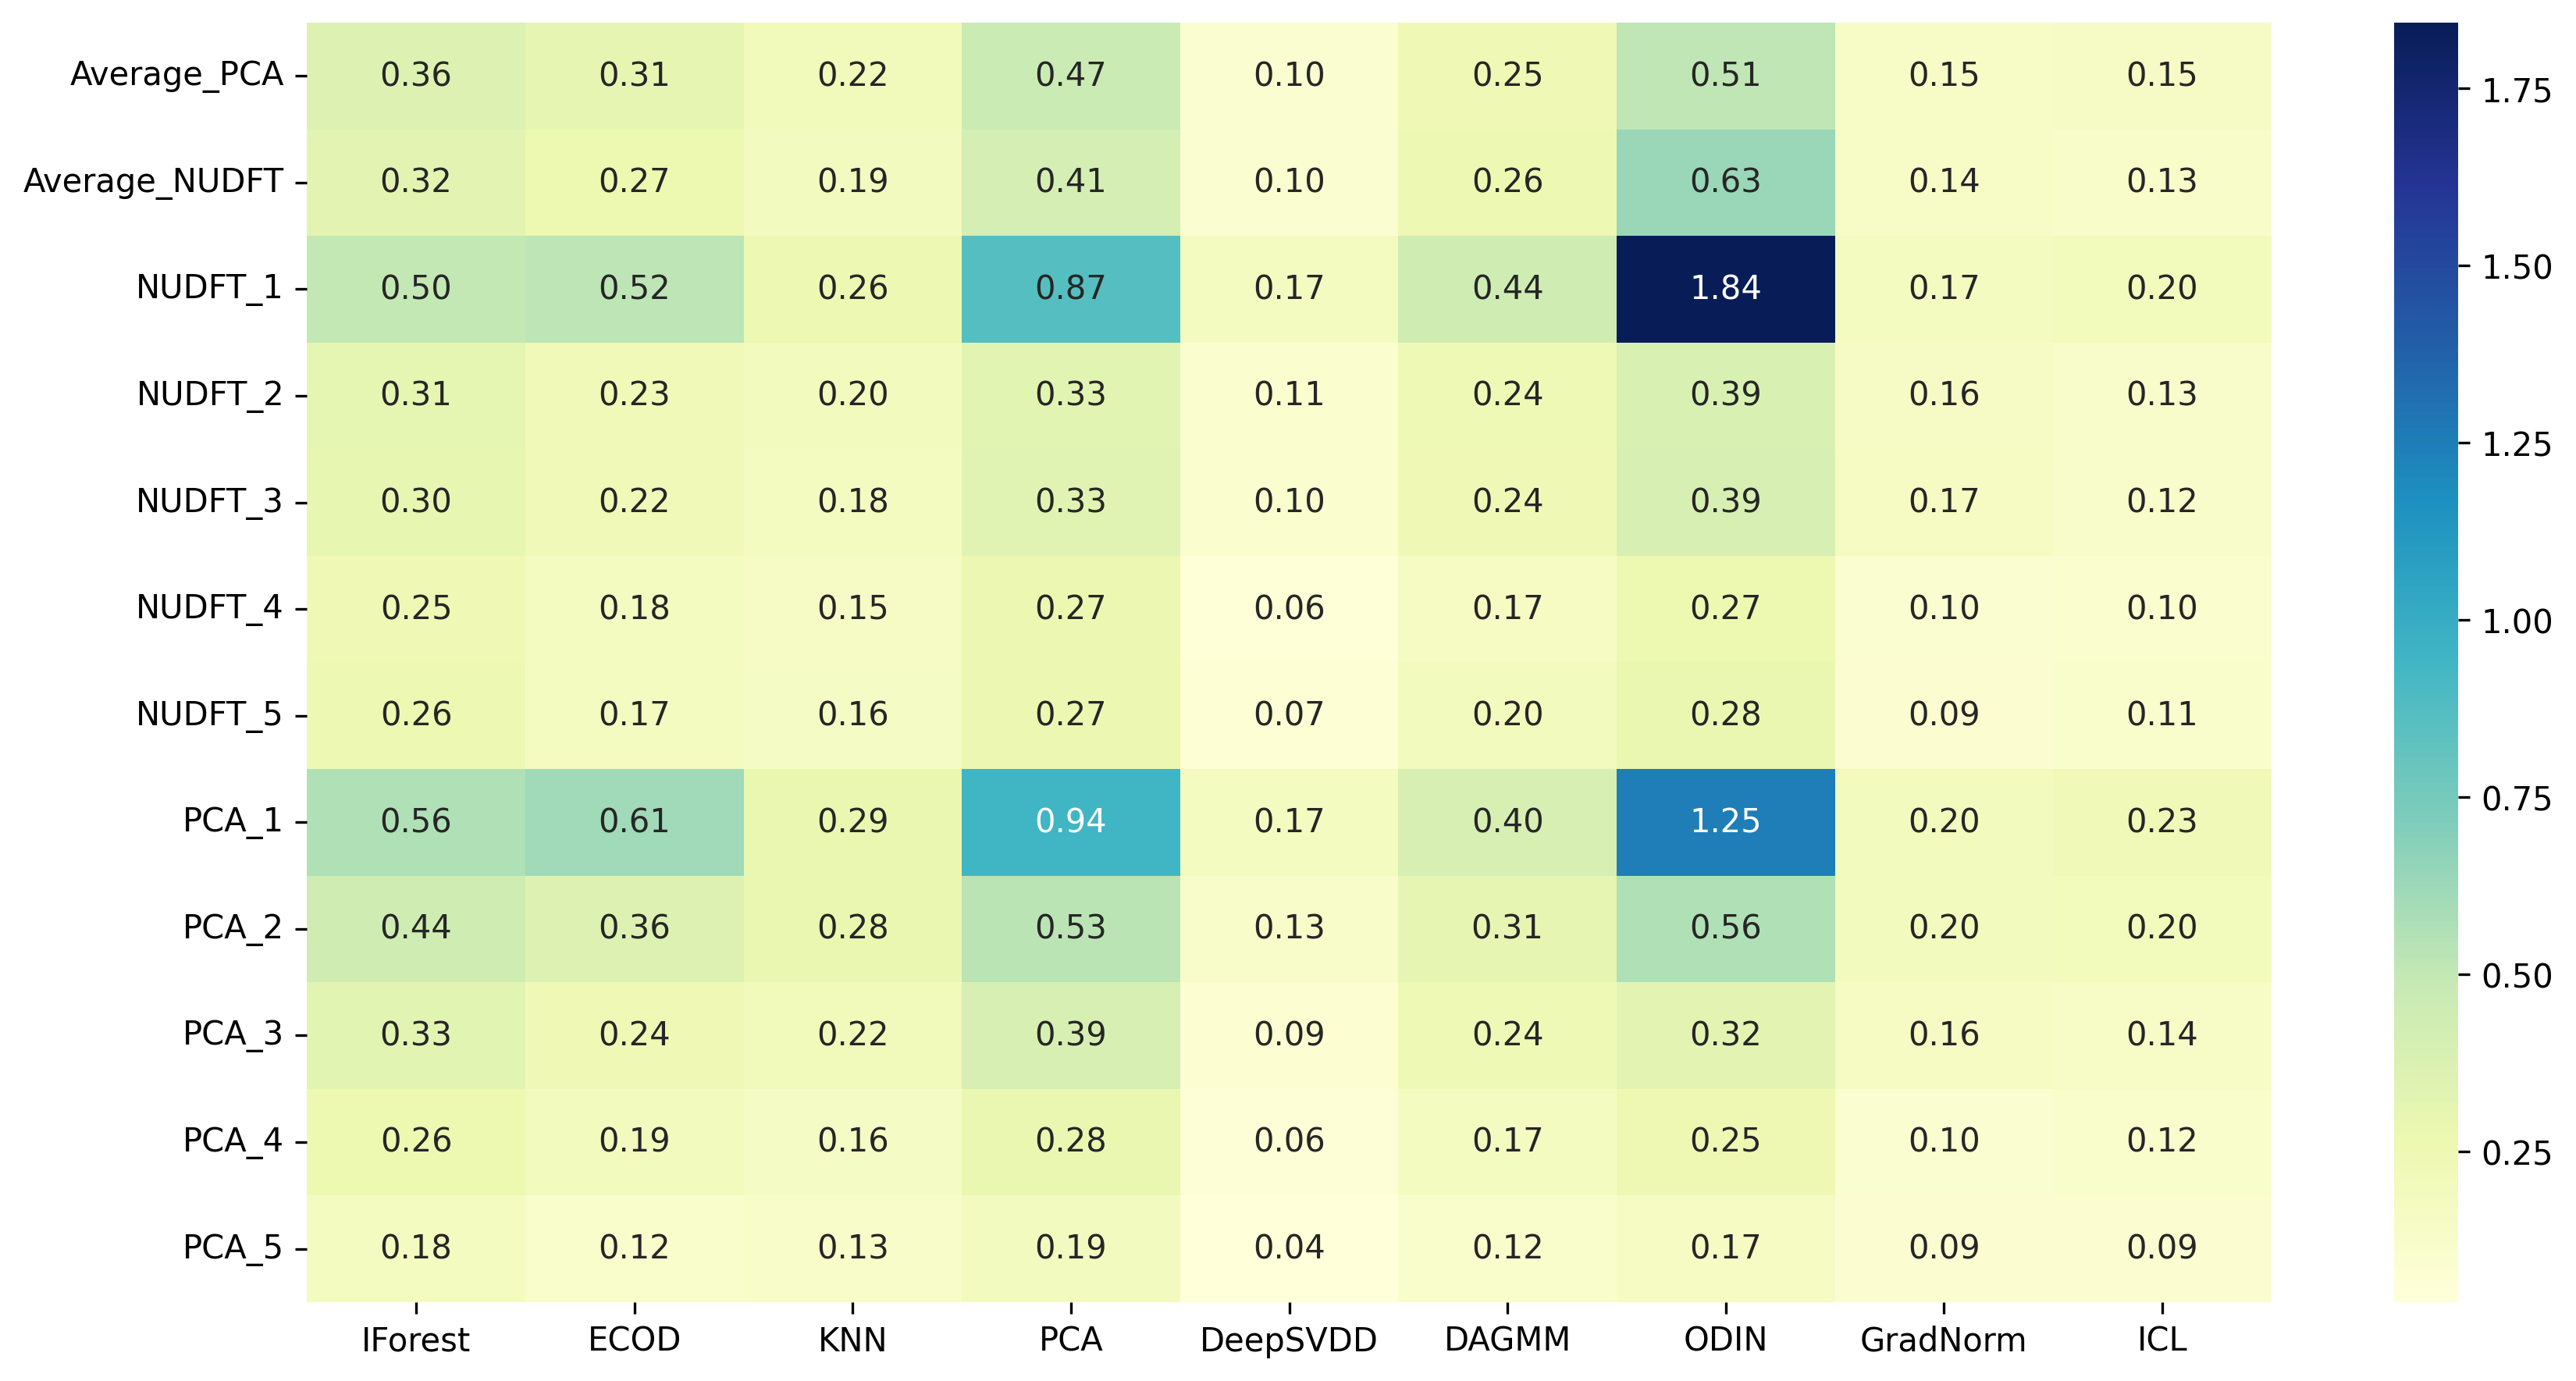 Average_PCA 0.36 0.31 0.22 0.47 0.10 0.25 0.51 0.15 0.15
Average_NUDFT 0.32 0.27 0.19 0.41 0.10 0.26 0.63 0.14 0.13
NUDFT_1 0.50 0.52 0.26 0.87 0.17 0.44 1.84 0.17 0.20
NUDFT_2 0.31 0.23 0.20 0.33 0.11 0.24 0.39 0.16 0.13
NUDFT_3 0.30 0.22 0.18 0.33 0.10 0.24 0.39 0.17 0.12
NUDFT_4 0.25 0.18 0.15 0.27 0.06 0.17 0.27 0.10 0.10
NUDFT_5 0.26 0.17 0.16 0.27 0.07 0.20 0.28 0.09 0.11
PCA_1 0.56 0.61 0.29 0.94 0.17 0.40 1.25 0.20 0.23
PCA_2 0.44 0.36 0.28 0.53 0.13 0.31 0.56 0.20 0.20
PCA_3 0.33 0.24 0.22 0.39 0.09 0.24 0.32 0.16 0.14
PCA_4 0.26 0.19 0.16 0.28 0.06 0.17 0.25 0.10 0.12
PCA_5 0.18 0.12 0.13 0.19 0.04 0.12 0.17 0.09 0.09
IForest ECOD KNN PCA DeepSVDD DAGMM ODIN GradNorm ICL
1.75
1.50
1.25
1.00
0.75
0.50
0.25